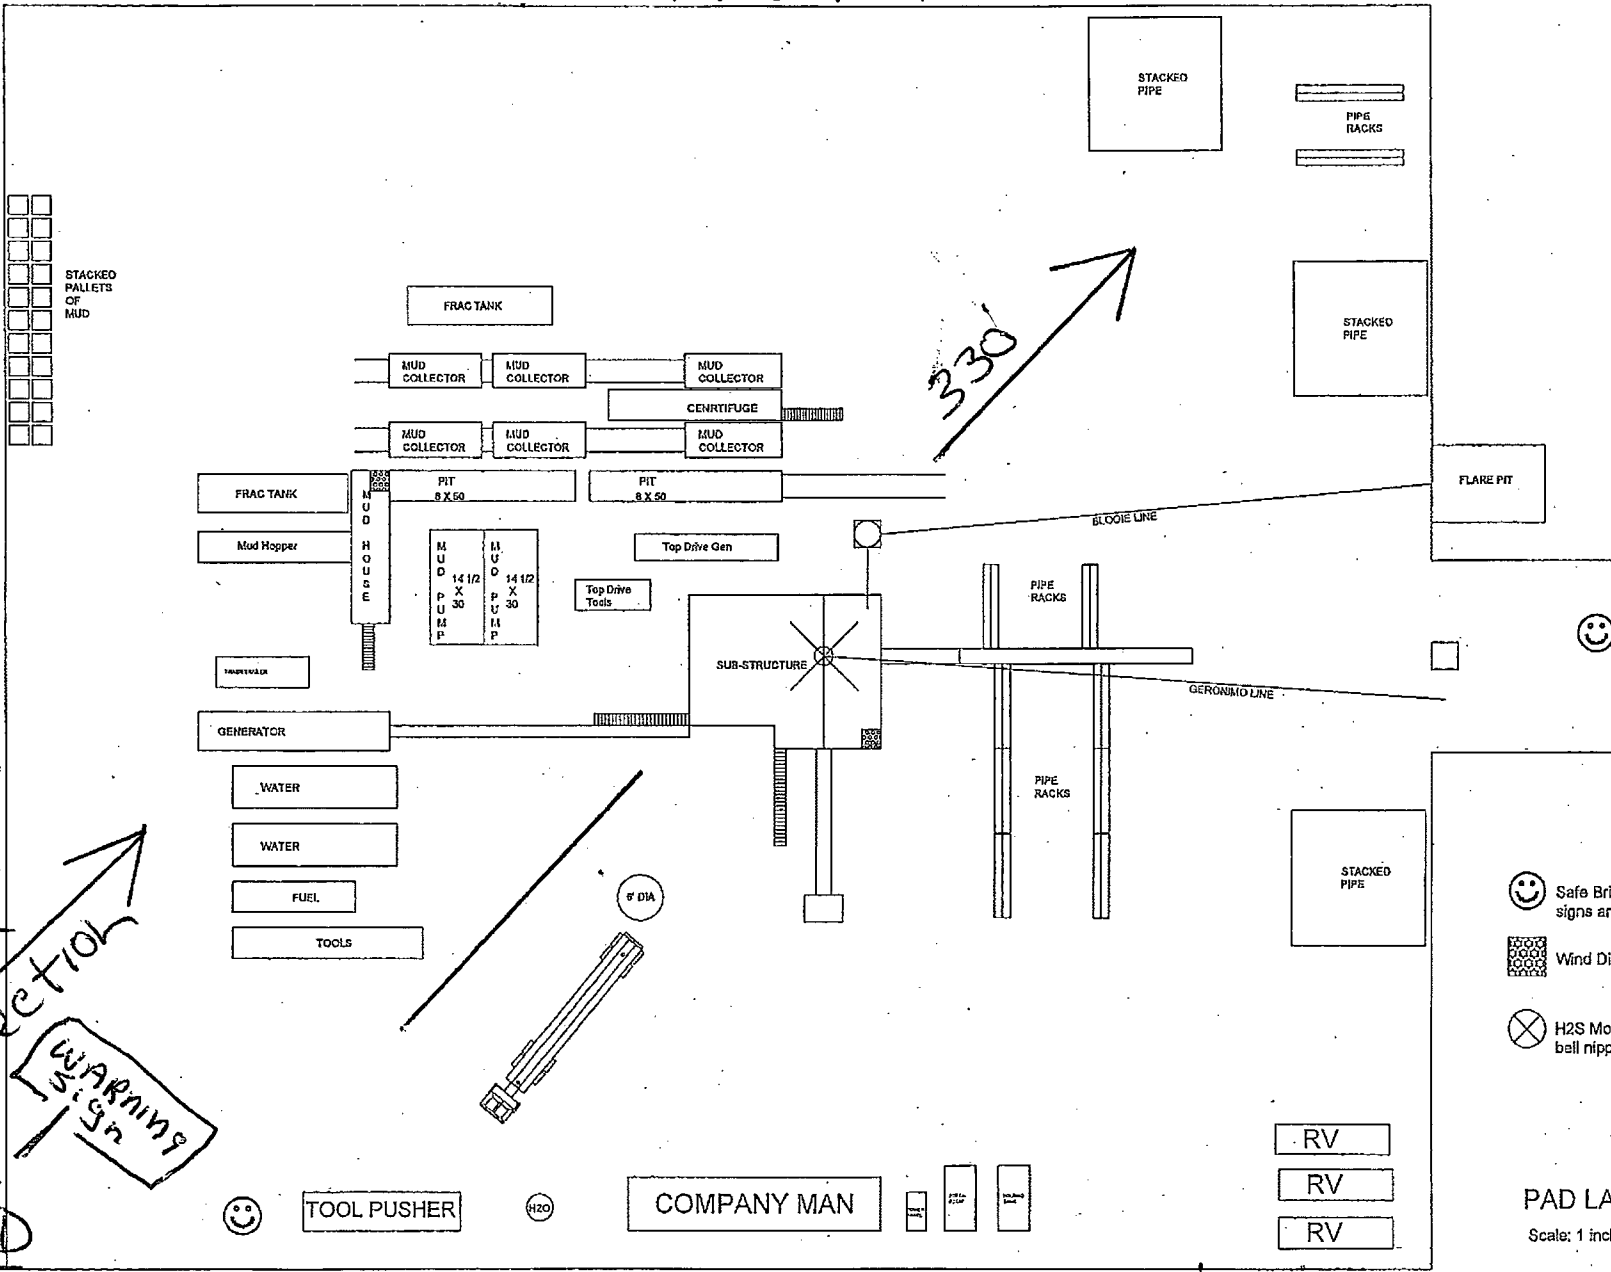 STACKED
PIPE
PIPE
RACKS
STACKED
PALLETS
OF
MUD
FRAC TANK
STACKED
PIPE
330
MUD
COLLECTOR
MUD
COLLECTOR
MUD
COLLECTOR
CENRTIFUGE
MUD
COLLECTOR
MUD
COLLECTOR
MUD
COLLECTOR
FRAC TANK
MUD HOUSE
PIT
8 X 50
PIT
8 X 50
FLARE PIT
BLOOIE LINE
Mud Hopper
MUD PUMP
14 1/2
X
30
MUD PUMP
14 1/2
X
30
Top Drive Gen
Top Drive
Tools
PIPE
RACKS
SUB-STRUCTURE
GERONIMO LINE
GENERATOR
WATER
PIPE
RACKS
WATER
FUEL
6' DIA
STACKED
PIPE
TOOLS
Safe Bri
signs ar
Wind Di
H2S Mo
bell nipp
ection
WARNING
Sign
RV
RV
RV
TOOL PUSHER
H2O
COMPANY MAN
PAD LA
Scale: 1 incl